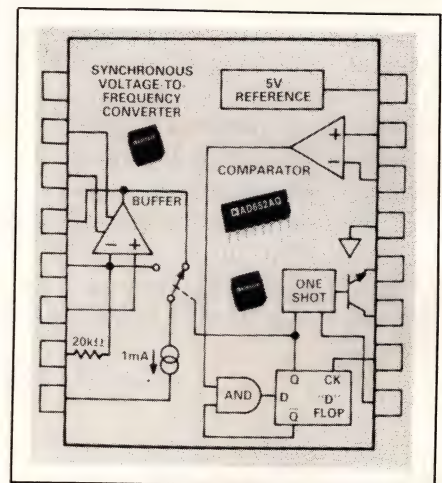 SYNCHRONOUS
VOLTAGE-TO-
FREQUENCY
CONVERTER
5V
REFERENCE
COMPARATOR
+
−
BUFFER
− +
AD652AQ
ONE
SHOT
20kΩ
1mA
AND
Q CK
D "D"
Q̅ FLOP